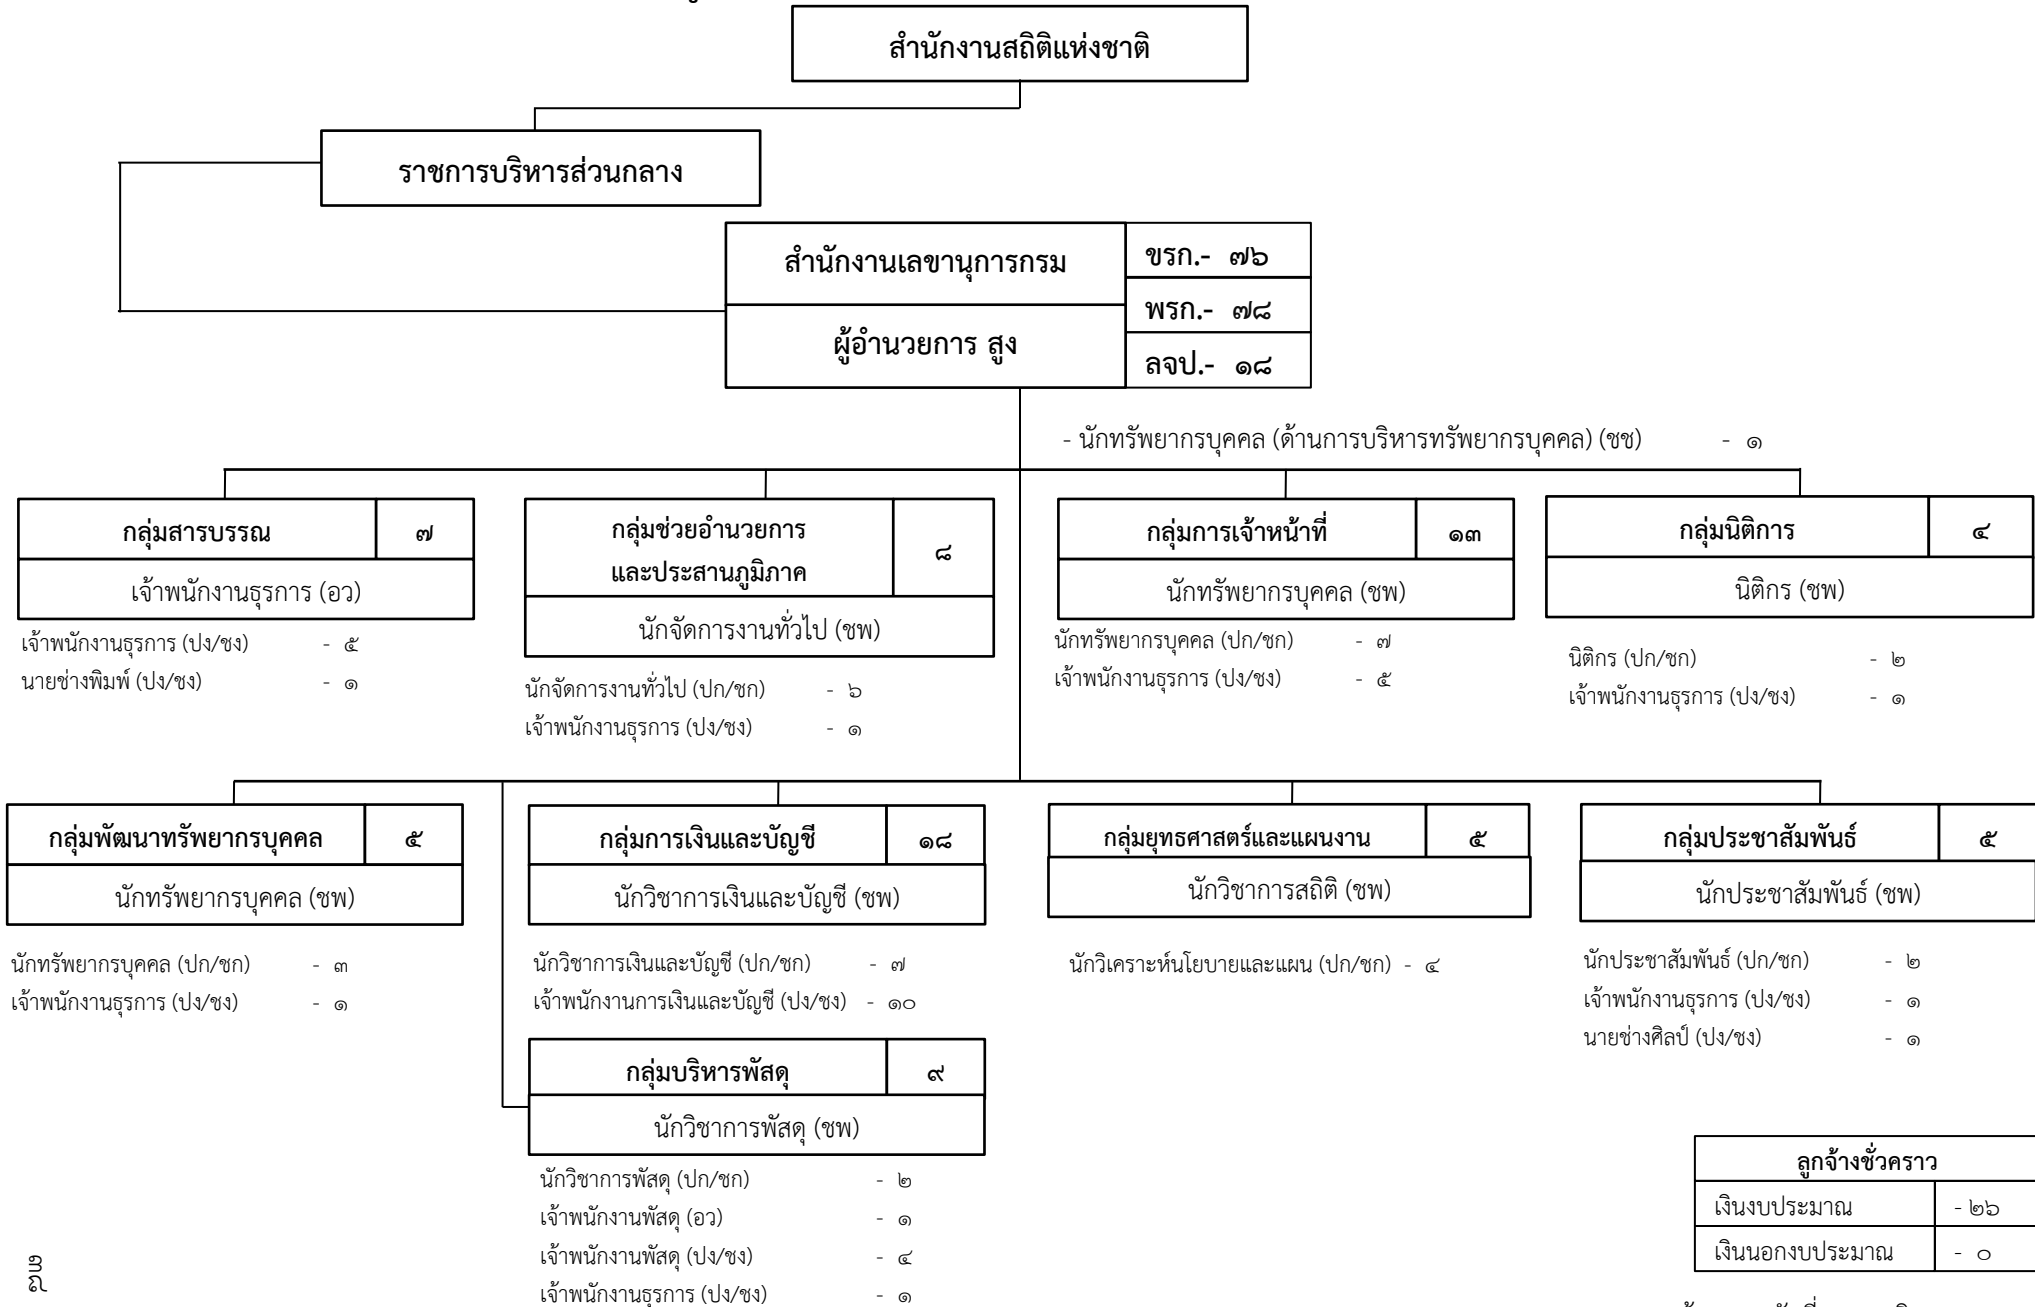 สำนักงานสถิติแห่งชาติ
ราชการบริหารส่วนกลาง
สำนักงานเลขานุการกรม
ผู้อำนวยการ สูง
ขรก.- ๗๖
พรก.- ๗๘
ลจป.- ๑๘
- นักทรัพยากรบุคคล (ด้านการบริหารทรัพยากรบุคคล) (ชช) - ๑
กลุ่มสารบรรณ ๗
เจ้าพนักงานธุรการ (อว)
เจ้าพนักงานธุรการ (ปง/ชง) - ๕
นายช่างพิมพ์ (ปง/ชง) - ๑
กลุ่มช่วยอำนวยการ
และประสานภูมิภาค ๘
นักจัดการงานทั่วไป (ชพ)
นักจัดการงานทั่วไป (ปก/ชก) - ๖
เจ้าพนักงานธุรการ (ปง/ชง) - ๑
กลุ่มการเจ้าหน้าที่ ๑๓
นักทรัพยากรบุคคล (ชพ)
นักทรัพยากรบุคคล (ปก/ชก) - ๗
เจ้าพนักงานธุรการ (ปง/ชง) - ๕
กลุ่มนิติการ ๔
นิติกร (ชพ)
นิติกร (ปก/ชก) - ๒
เจ้าพนักงานธุรการ (ปง/ชง) - ๑
กลุ่มพัฒนาทรัพยากรบุคคล ๕
นักทรัพยากรบุคคล (ชพ)
นักทรัพยากรบุคคล (ปก/ชก) - ๓
เจ้าพนักงานธุรการ (ปง/ชง) - ๑
กลุ่มการเงินและบัญชี ๑๘
นักวิชาการเงินและบัญชี (ชพ)
นักวิชาการเงินและบัญชี (ปก/ชก) - ๗
เจ้าพนักงานการเงินและบัญชี (ปง/ชง) - ๑๐
กลุ่มยุทธศาสตร์และแผนงาน ๕
นักวิชาการสถิติ (ชพ)
นักวิเคราะห์นโยบายและแผน (ปก/ชก) - ๔
กลุ่มประชาสัมพันธ์ ๕
นักประชาสัมพันธ์ (ชพ)
นักประชาสัมพันธ์ (ปก/ชก) - ๒
เจ้าพนักงานธุรการ (ปง/ชง) - ๑
นายช่างศิลป์ (ปง/ชง) - ๑
กลุ่มบริหารพัสดุ ๙
นักวิชาการพัสดุ (ชพ)
นักวิชาการพัสดุ (ปก/ชก) - ๒
เจ้าพนักงานพัสดุ (อว) - ๑
เจ้าพนักงานพัสดุ (ปง/ชง) - ๔
เจ้าพนักงานธุรการ (ปง/ชง) - ๑
ลูกจ้างชั่วคราว
เงินงบประมาณ - ๒๖
เงินนอกงบประมาณ - ๐
๓๘